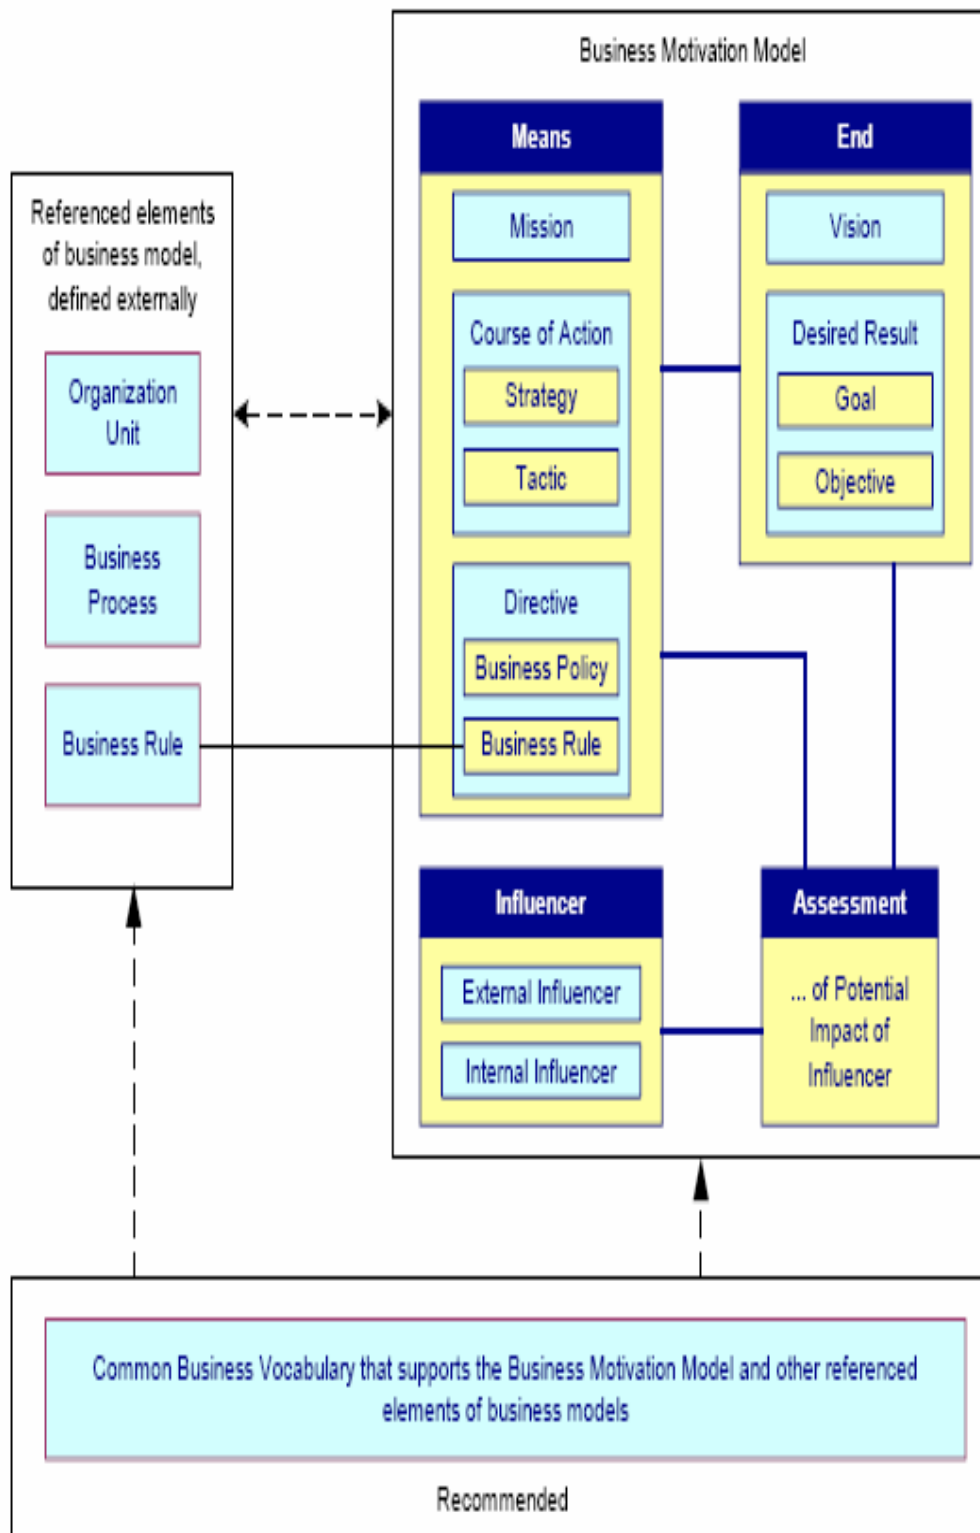 Business Motivation Model
Means
Mission
Course of Action
Strategy
Tactic
Directive
Business Policy
Business Rule
End
Vision
Desired Result
Goal
Objective
Referenced elements
of business model,
defined externally
Organization
Unit
Business
Process
Business Rule
Influencer
External Influencer
Internal Influencer
Assessment
... of Potential
Impact of
Influencer
Common Business Vocabulary that supports the Business Motivation Model and other referenced
elements of business models
Recommended